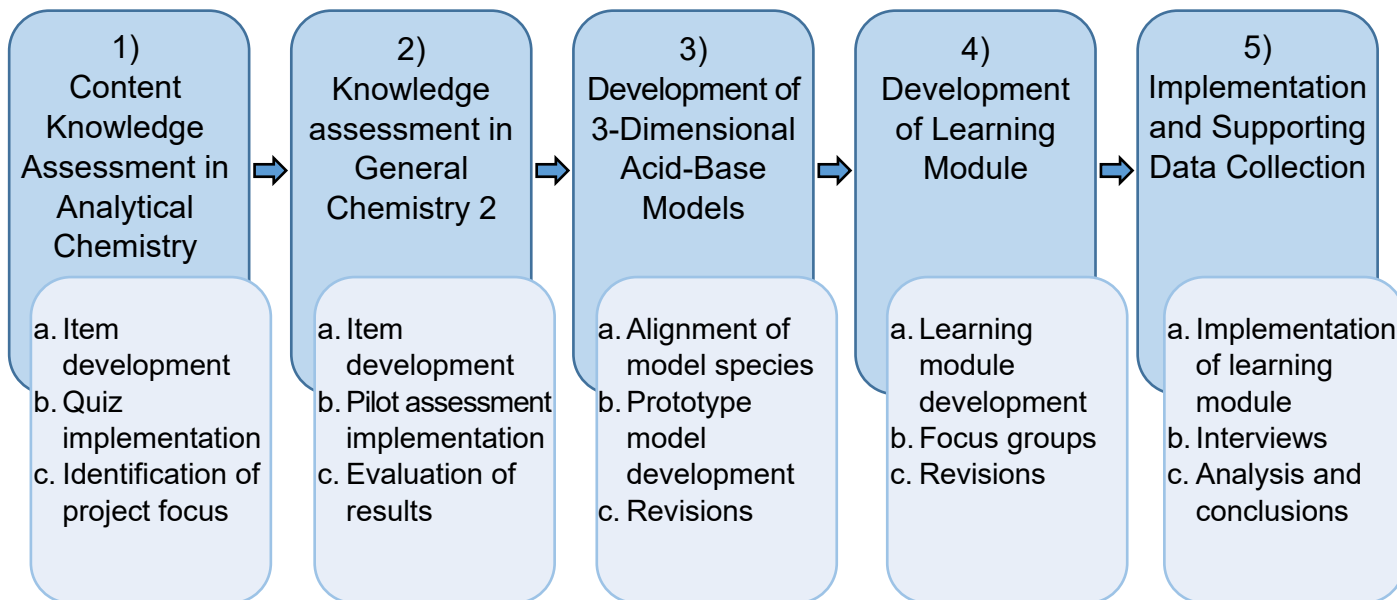 1)
Content
Knowledge
Assessment in
Analytical
Chemistry
a. Item
development
b. Quiz
implementation
c. Identification of
project focus
2)
Knowledge
assessment in
General
Chemistry 2
a. Item
development
b. Pilot assessment
implementation
c. Evaluation of
results
3)
Development of
3-Dimensional
Acid-Base
Models
a. Alignment of
model species
b. Prototype
model
development
c. Revisions
4)
Development
of Learning
Module
a. Learning
module
development
b. Focus groups
c. Revisions
5)
Implementation
and Supporting
Data Collection
a. Implementation
of learning
module
b. Interviews
c. Analysis and
conclusions